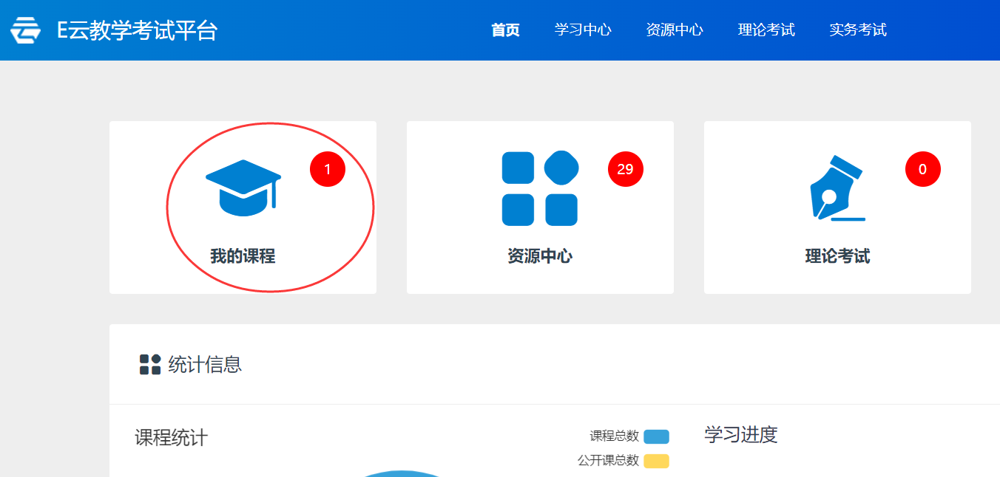 E云教学考试平台
首页 学习中心 资源中心 理论考试 实务考试
1
我的课程
29
资源中心
0
理论考试
统计信息
课程统计
课程总数
公开课总数
学习进度